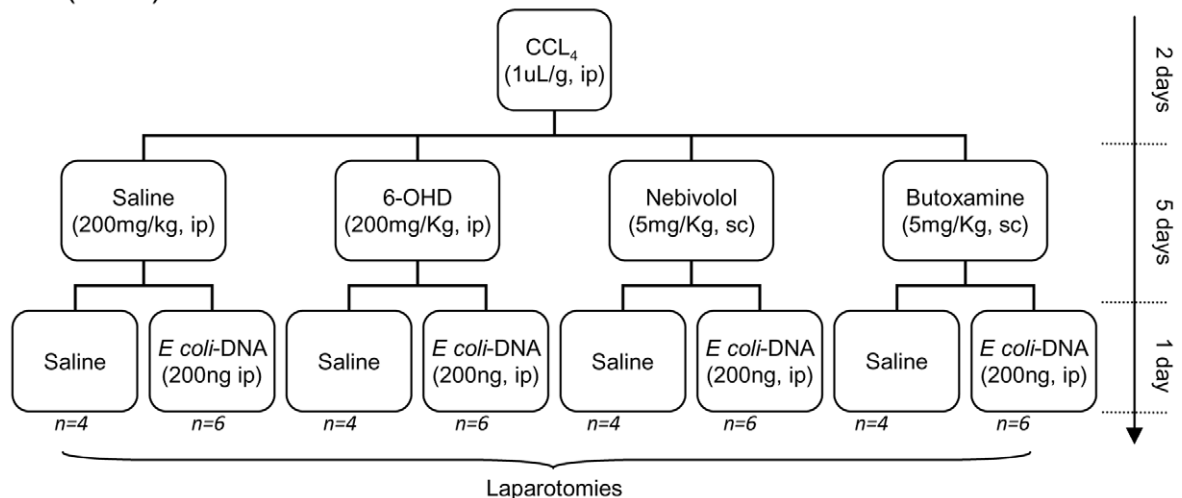 CCL4
(1uL/g, ip)
2 days
Saline
(200mg/kg, ip)
6-OHD
(200mg/Kg, ip)
Nebivolol
(5mg/Kg, sc)
Butoxamine
(5mg/Kg, sc)
5 days
Saline
E coli-DNA
(200ng ip)
Saline
E coli-DNA
(200ng, ip)
Saline
E coli-DNA
(200ng, ip)
Saline
E coli-DNA
(200ng, ip)
1 day
n=4
n=6
n=4
n=6
n=4
n=6
n=4
n=6
Laparotomies